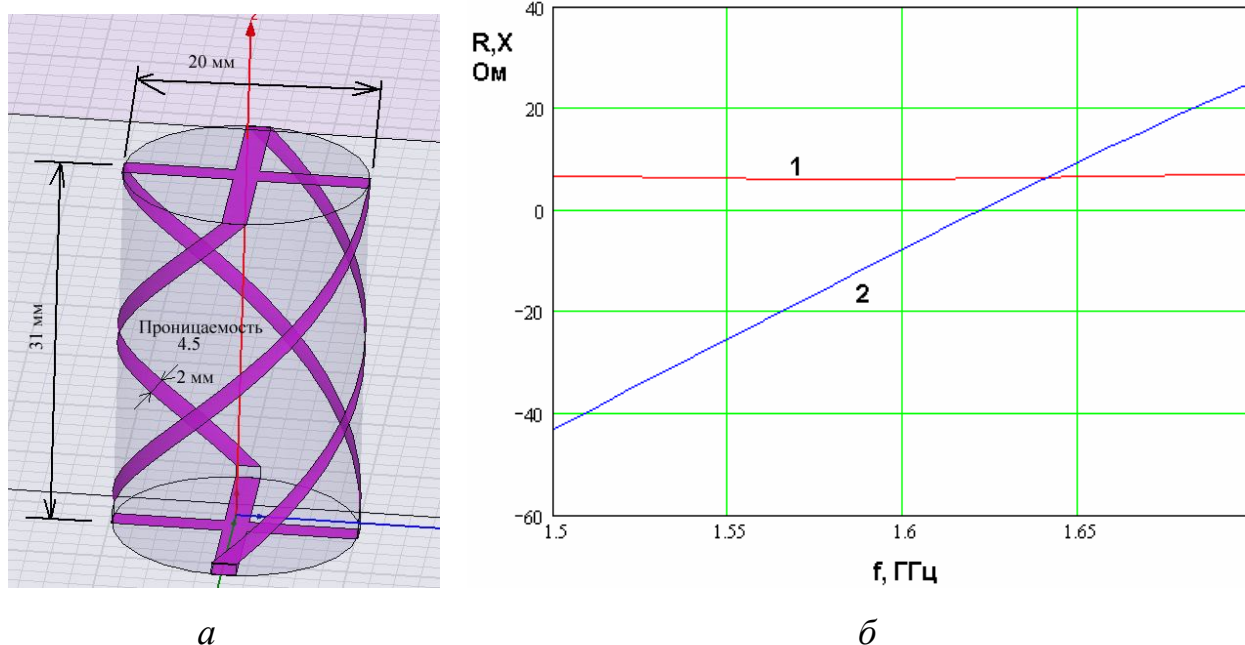 z
20 мм
31 мм
Проницаемость
4.5
2 мм
а
R,X
Ом
40
20
0
−20
−40
−60
1
2
1.5
1.55
1.6
1.65
f, ГГц
б